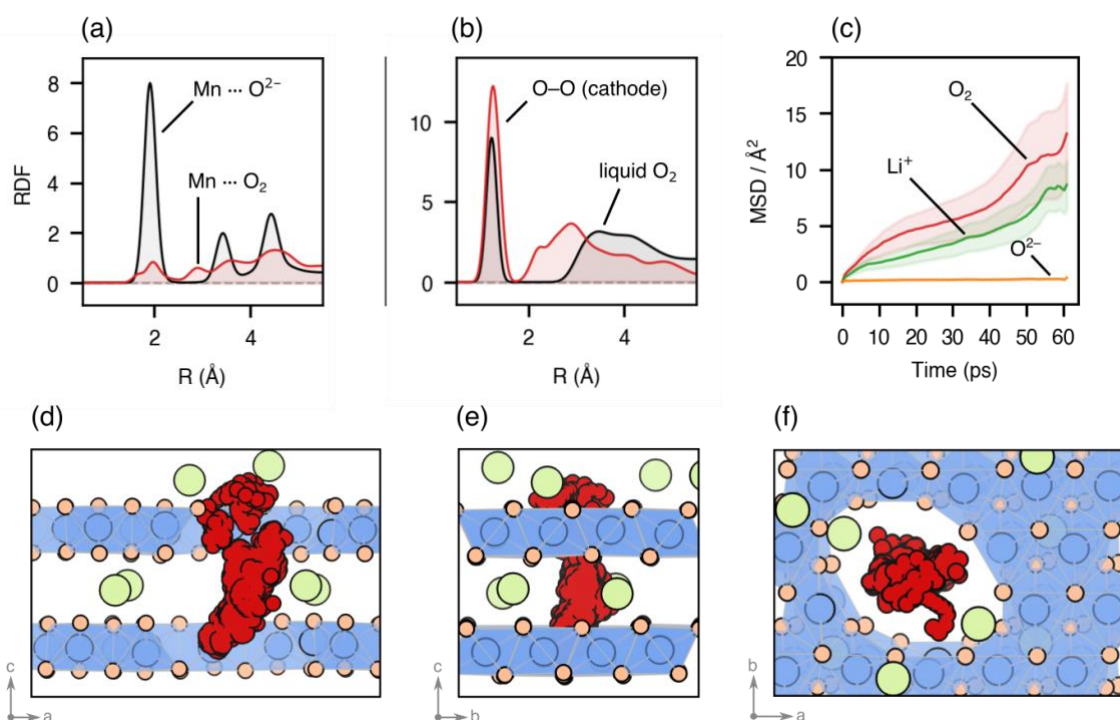 (a)
RDF
8
6
4
2
0
Mn ··· O²⁻
Mn ··· O₂
2
4
R (Å)
(b)
10
5
0
O–O (cathode)
liquid O₂
2
4
R (Å)
(c)
MSD / Å²
20
15
10
5
0
O₂
Li⁺
O²⁻
0 10 20 30 40 50 60
Time (ps)
(d)
c
a
(e)
c
b
(f)
b
a